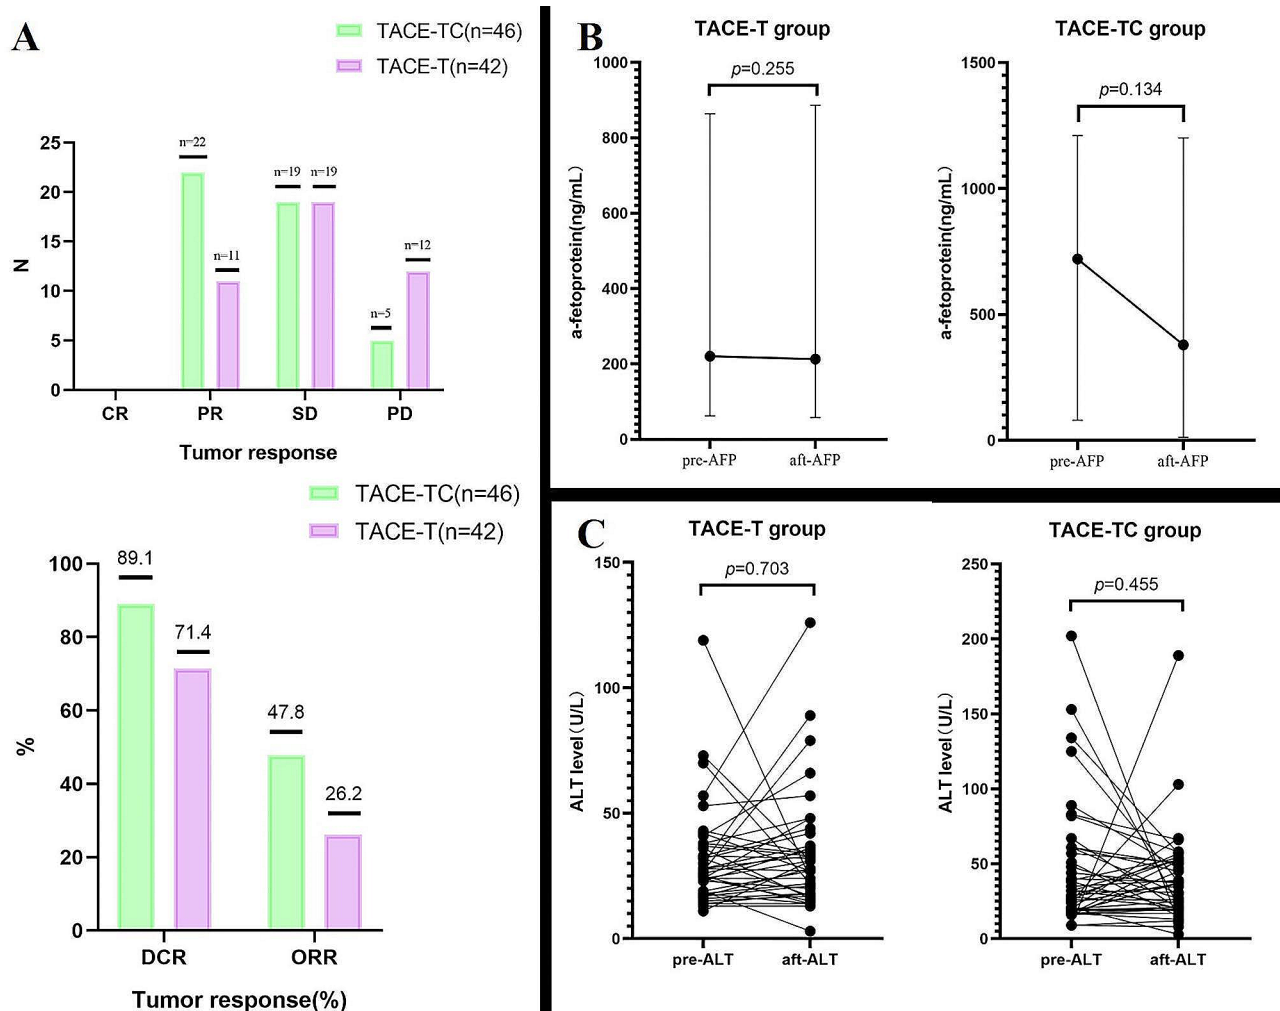 A
TACE-TC(n=46)
TACE-T(n=42)
25
20
15
10
5
0
N
n=22
n=11
n=19
n=19
n=5
n=12
CR
PR
SD
PD
Tumor response
TACE-TC(n=46)
TACE-T(n=42)
100
80
60
40
20
0
%
89.1
71.4
47.8
26.2
DCR
ORR
Tumor response(%)
B
TACE-T group
p=0.255
1000
800
600
400
200
0
a-fetoprotein(ng/mL)
pre-AFP
aft-AFP
TACE-TC group
p=0.134
1500
1000
500
0
a-fetoprotein(ng/mL)
pre-AFP
aft-AFP
C
TACE-T group
p=0.703
150
100
50
0
ALT level(U/L)
pre-ALT
aft-ALT
TACE-TC group
p=0.455
250
200
150
100
50
0
ALT level(U/L)
pre-ALT
aft-ALT